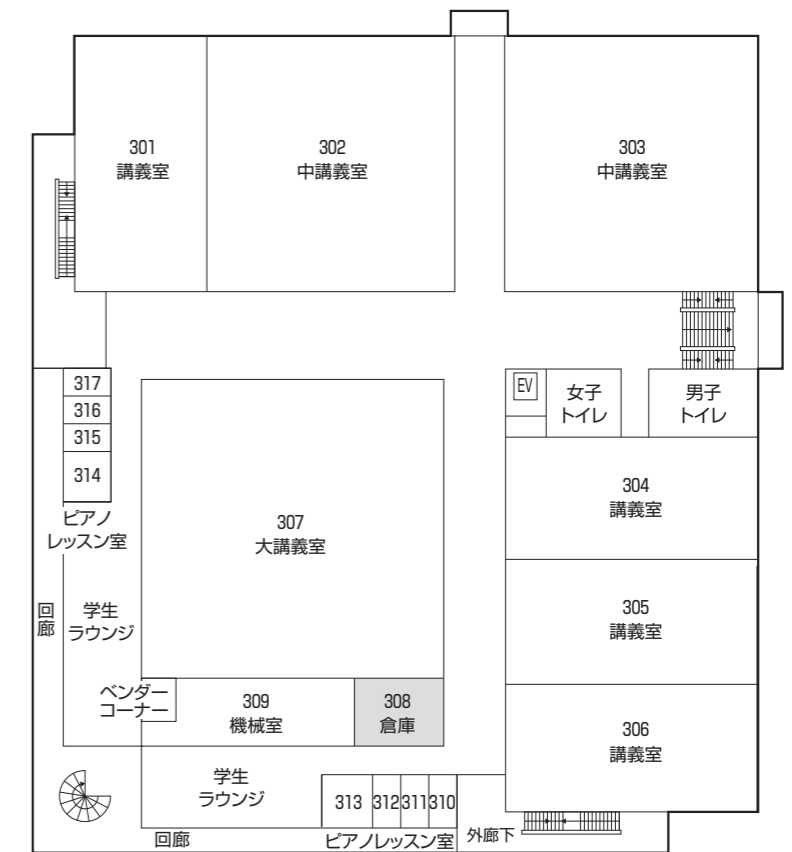 301
講義室
302
中講義室
303
中講義室
317
316
315
314
ピアノ
レッスン室
EV
女子
トイレ
男子
トイレ
304
講義室
307
大講義室
回
廊
学生
ラウンジ
305
講義室
ベンダー
コーナー
309
機械室
308
倉庫
306
講義室
学生
ラウンジ
313
312
311
310
回廊
ピアノレッスン室
外廊下